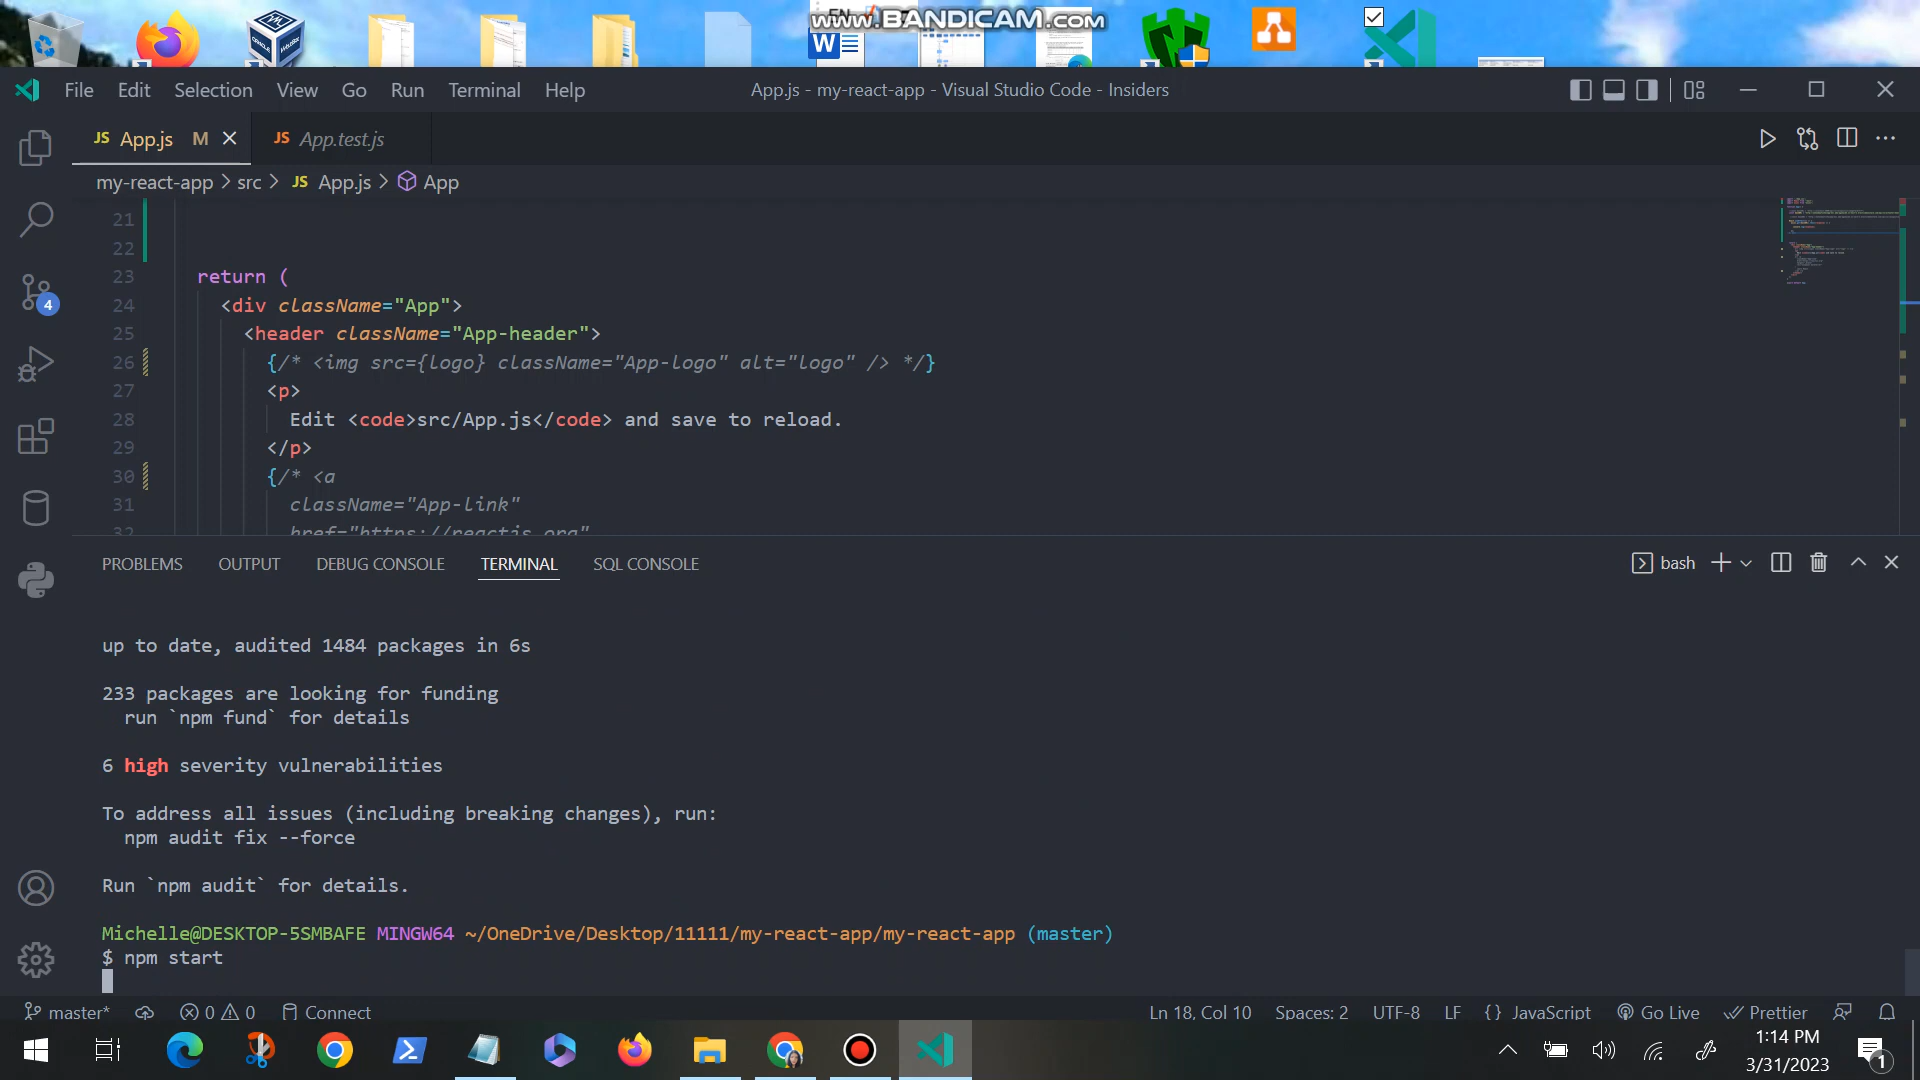 www.BANDICAM.com
File Edit Selection View Go Run Terminal Help
App.js - my-react-app - Visual Studio Code - Insiders
JS App.js M
JS App.test.js
my-react-app > src > JS App.js > App
21
22
23 return (
24 <div className="App">
25 <header className="App-header">
26 {/* <img src={logo} className="App-logo" alt="logo" /> */}
27 <p>
28 Edit <code>src/App.js</code> and save to reload.
29 </p>
30 {/* <a
31 className="App-link"
32 href="https://reactjs.org"
4
PROBLEMS OUTPUT DEBUG CONSOLE TERMINAL SQL CONSOLE
bash
up to date, audited 1484 packages in 6s
233 packages are looking for funding
run `npm fund` for details
6 high severity vulnerabilities
To address all issues (including breaking changes), run:
npm audit fix --force
Run `npm audit` for details.
Michelle@DESKTOP-5SMBAFE MINGW64 ~/OneDrive/Desktop/11111/my-react-app/my-react-app (master)
$ npm start
master* 0 0 Connect
Ln 18, Col 10 Spaces: 2 UTF-8 LF {} JavaScript Go Live Prettier
1:14 PM
3/31/2023
1